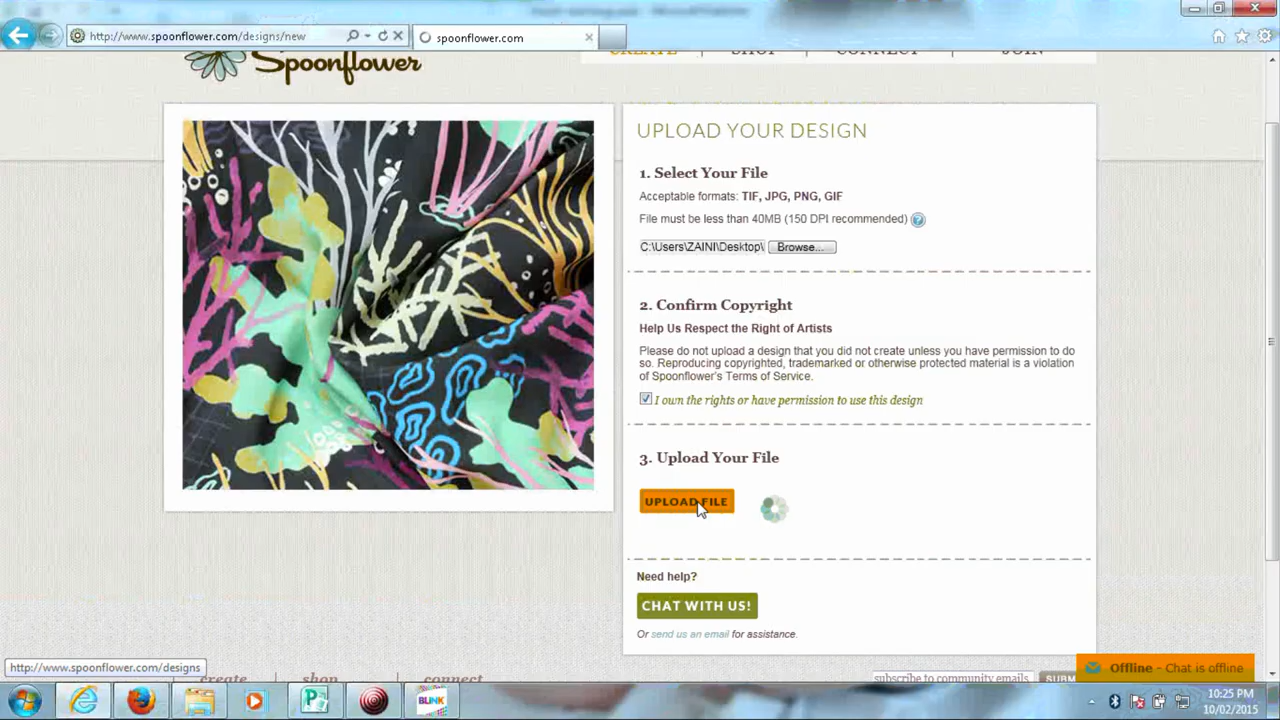 http://www.spoonflower.com/designs/new
spoonflower.com
Spoonflower
CREATE SHOP CONNECT JOIN
UPLOAD YOUR DESIGN
1. Select Your File
Acceptable formats: TIF, JPG, PNG, GIF
File must be less than 40MB (150 DPI recommended)
C:\Users\ZAINI\Desktop\ Browse...
2. Confirm Copyright
Help Us Respect the Right of Artists
Please do not upload a design that you did not create unless you have permission to do
so. Reproducing copyrighted, trademarked or otherwise protected material is a violation
of Spoonflower's Terms of Service.
I own the rights or have permission to use this design
3. Upload Your File
UPLOAD FILE
Need help?
CHAT WITH US!
Or send us an email for assistance.
http://www.spoonflower.com/designs
Offline - Chat is offline
create shop connect
subscribe to community emails
SUBM
BLINK
10:25 PM
10/02/2015